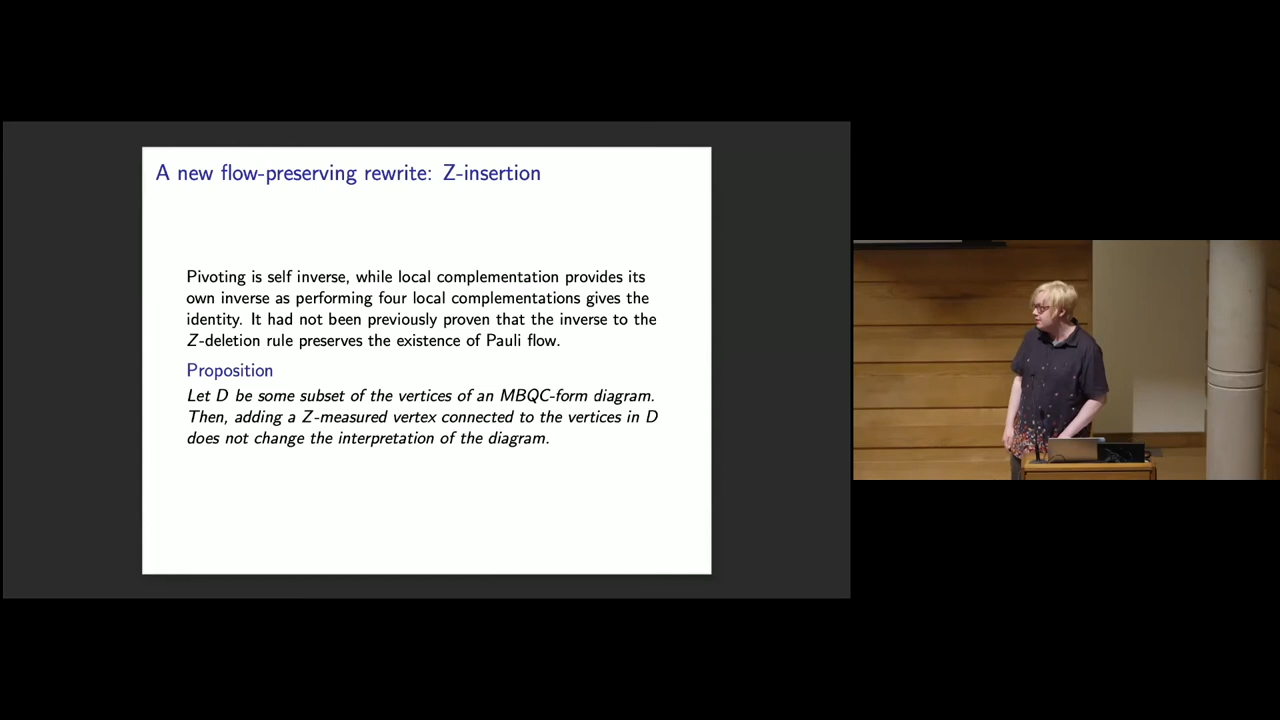 A new flow-preserving rewrite: Z-insertion
Pivoting is self inverse, while local complementation provides its
own inverse as performing four local complementations gives the
identity. It had not been previously proven that the inverse to the
Z-deletion rule preserves the existence of Pauli flow.
Proposition
Let D be some subset of the vertices of an MBQC-form diagram.
Then, adding a Z-measured vertex connected to the vertices in D
does not change the interpretation of the diagram.